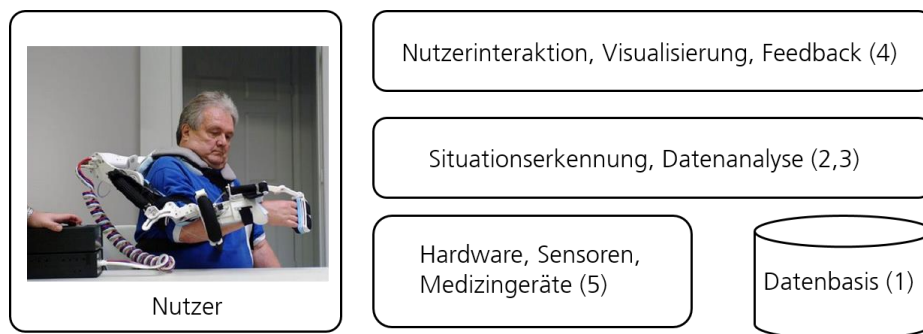 Nutzerinteraktion, Visualisierung, Feedback (4)
Situationserkennung, Datenanalyse (2,3)
Hardware, Sensoren,
Medizingeräte (5)
Datenbasis (1)
Nutzer